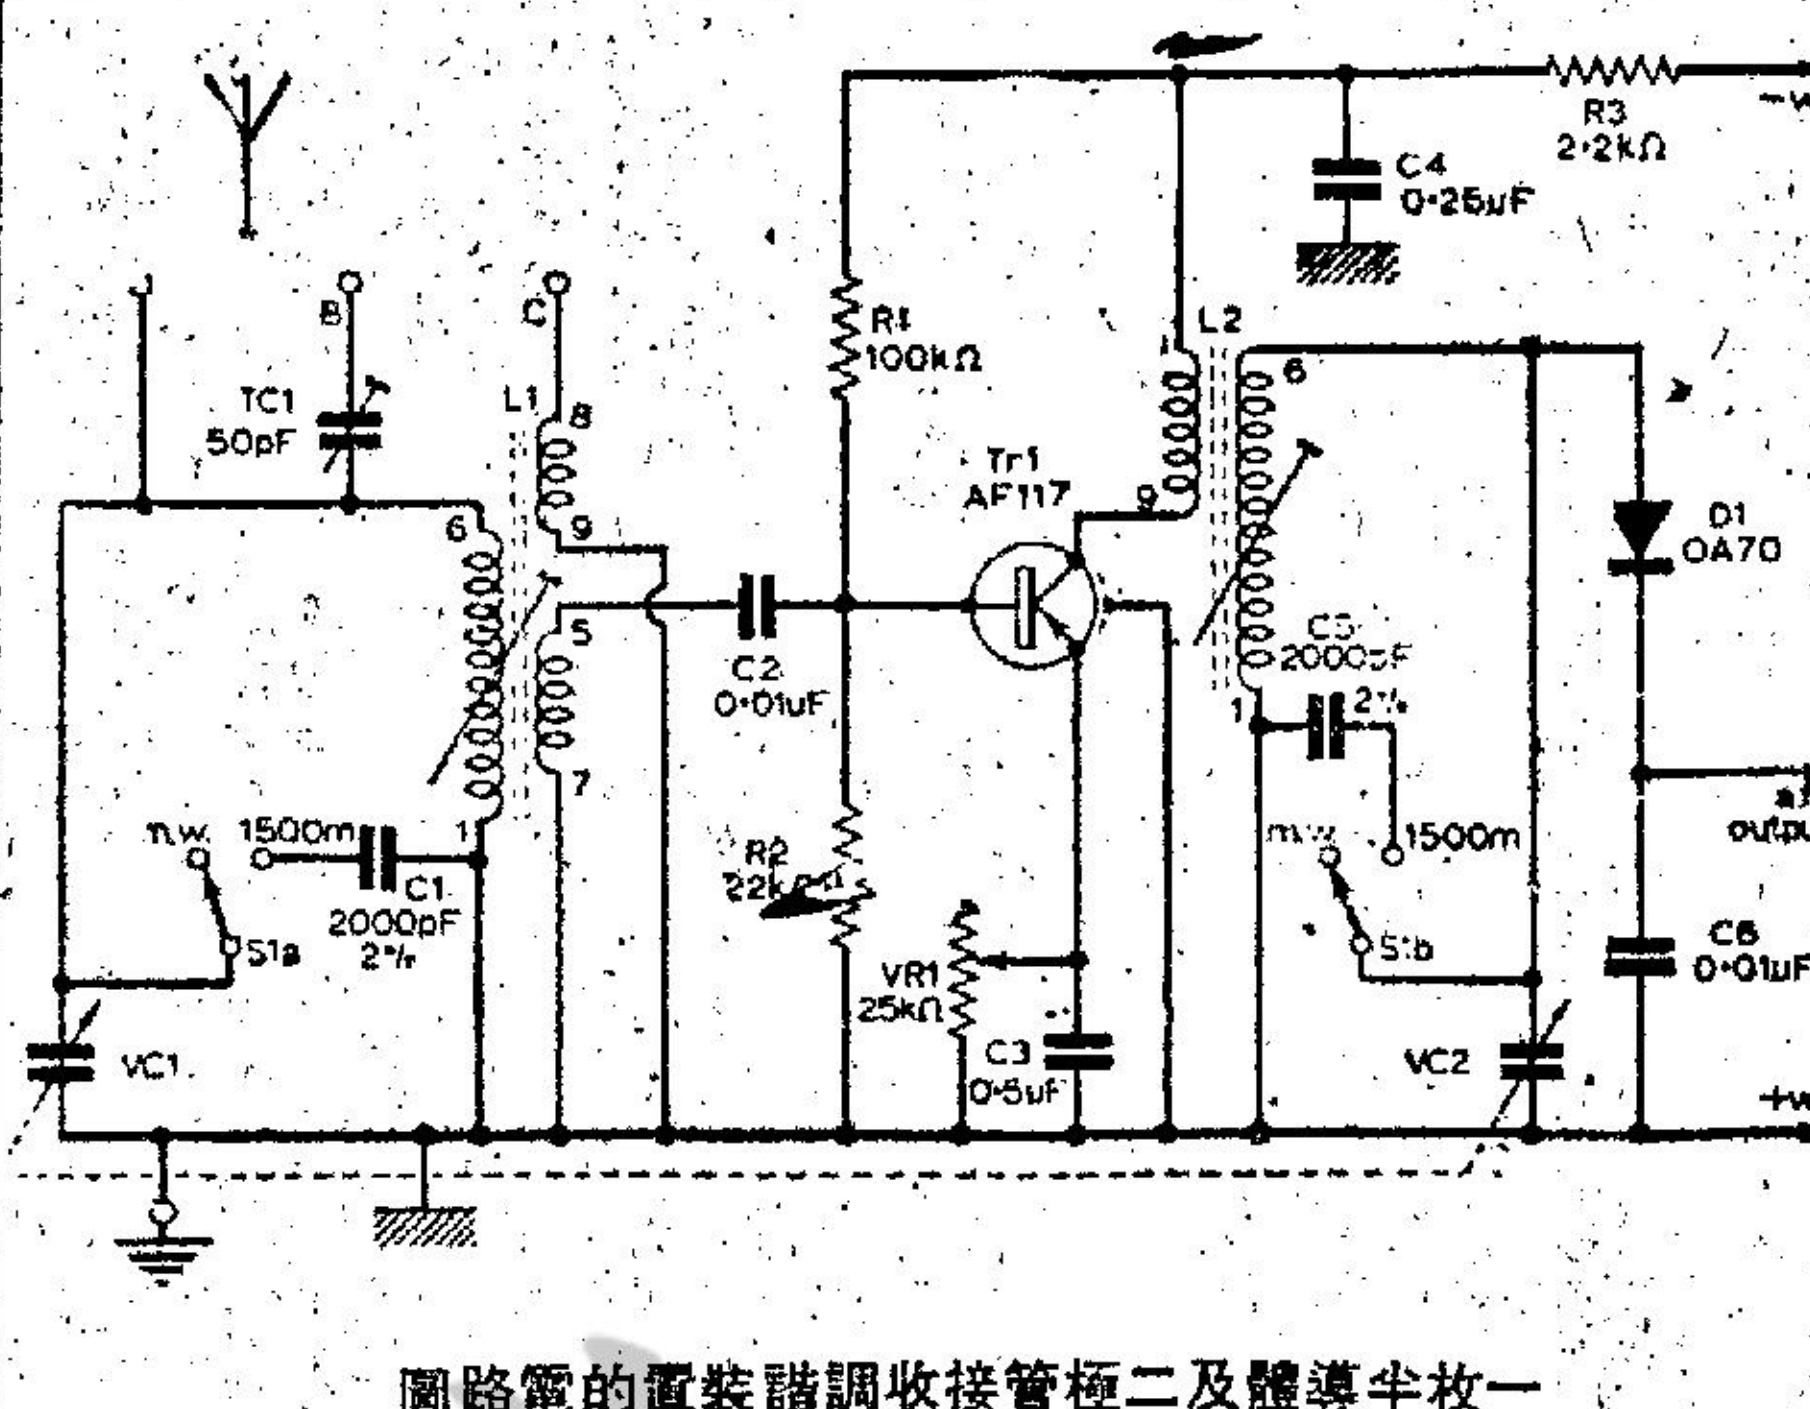 R3
2.2kΩ
C4
0.25uF
B
C
R1
100kΩ
L2
TC1
50pF
L1
8
6
Tr1
AF117
9
D1
OA70
6
9
5
C5
C2
0.01uF
2%
1
7
1500m
1
m.w.
1500m
R2
C1
2000pF
2%
S1a
S1b
C6
0.01uF
VR1
25kΩ
VC1
C3
0.5uF
VC2
圖路電的置裝諧調收接管極二及體導半枚一